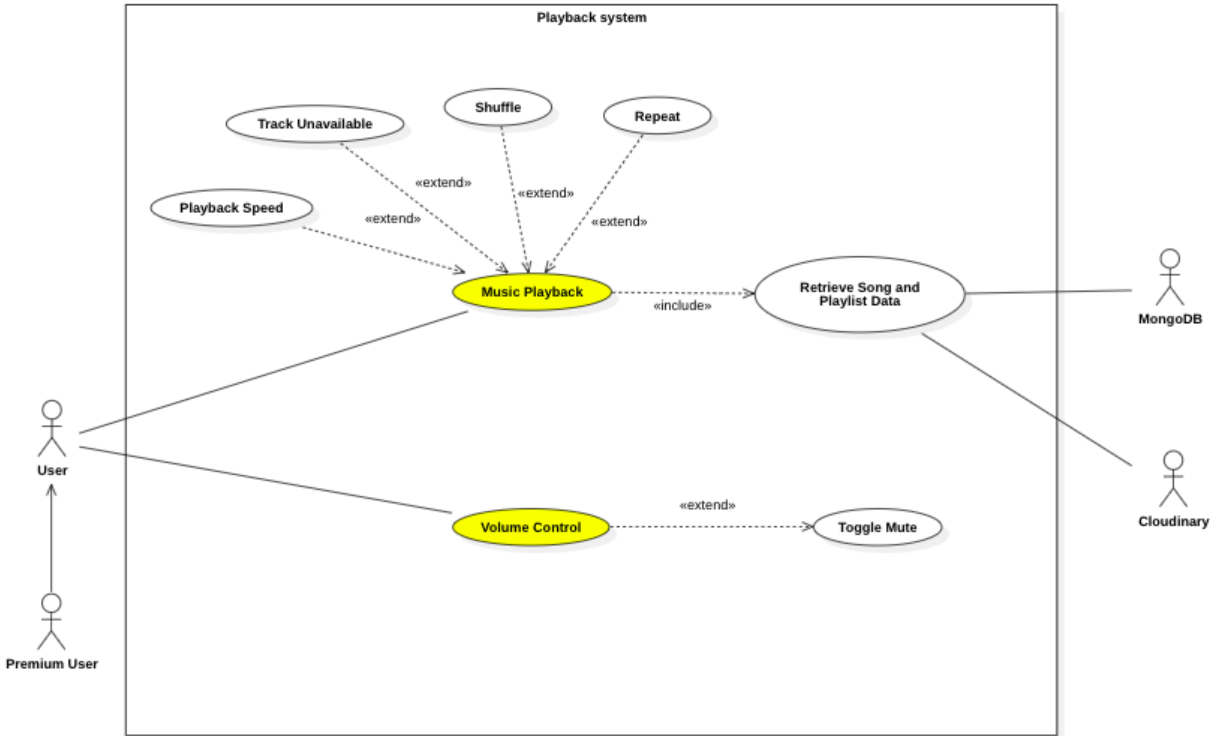 Playback system
Shuffle
Repeat
Track Unavailable
«extend»
«extend»
Playback Speed
«extend»
«extend»
Music Playback
«include»
Retrieve Song and
Playlist Data
MongoDB
User
«extend»
Volume Control
Toggle Mute
Cloudinary
Premium User